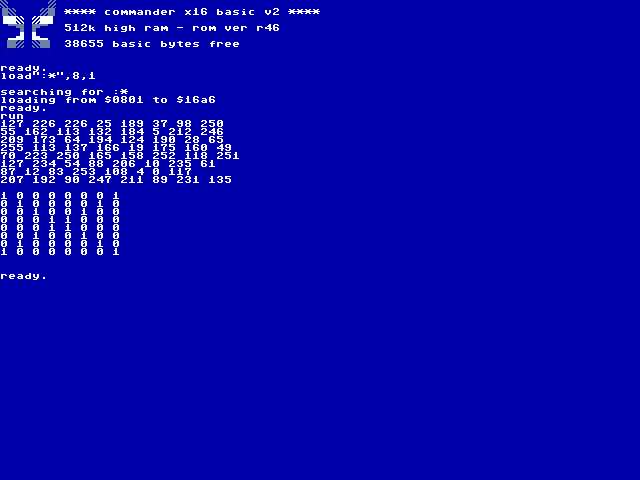 **** commander x16 basic v2 ****
512k high ram - rom ver r46
38655 basic bytes free
ready.
load":*",8,1
searching for :*
loading from $0801 to $16a6
ready.
run
127 226 226 25 189 37 98 250
55 162 113 132 184 5 212 246
209 173 64 194 124 190 28 65
255 113 137 166 19 175 160 49
70 223 250 165 158 252 118 251
127 234 54 88 206 10 235 61
87 12 83 253 108 4 0 117
207 192 90 247 211 89 231 135
1 0 0 0 0 0 0 1
0 1 0 0 0 0 1 0
0 0 1 0 0 1 0 0
0 0 0 1 1 0 0 0
0 0 0 1 1 0 0 0
0 0 1 0 0 1 0 0
0 1 0 0 0 0 1 0
1 0 0 0 0 0 0 1
ready.